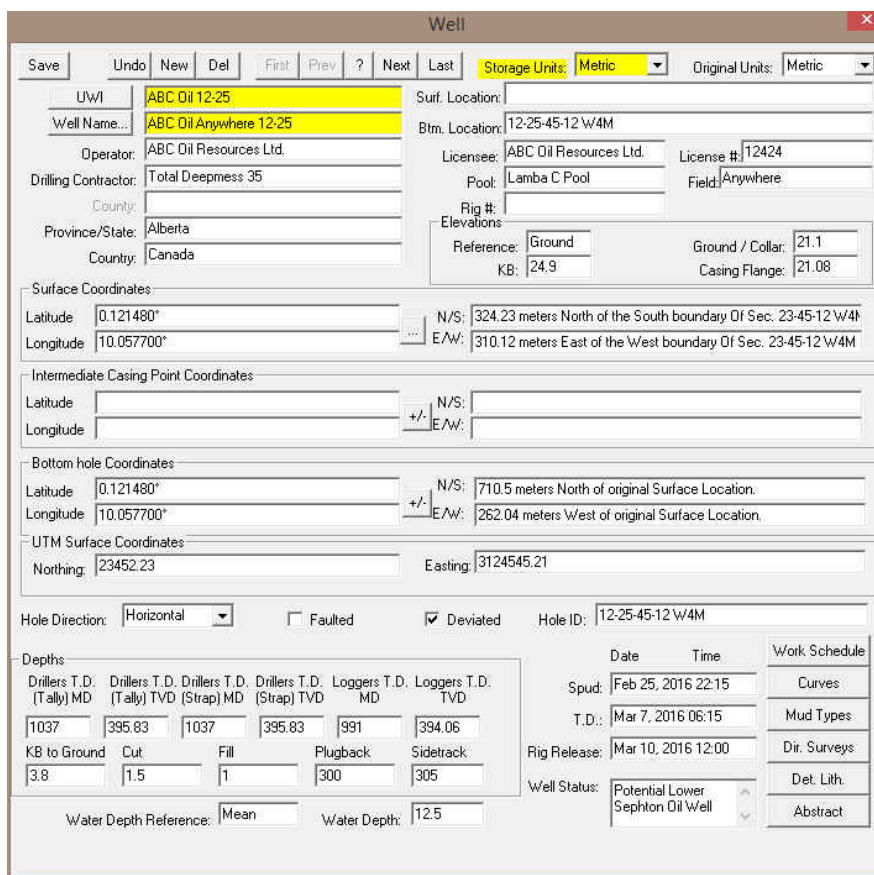 Well
Save Undo New Del First Prev ? Next Last Storage Units: Metric Original Units: Metric
UWI ABC Oil 12-25 Surf. Location:
Well Name... ABC Oil Anywhere 12-25 Btm. Location: 12-25-45-12 W4M
Operator: ABC Oil Resources Ltd. Licensee: ABC Oil Resources Ltd. License #: 12424
Drilling Contractor: Total Deepmess 35 Pool: Lamba C Pool Field: Anywhere
County: Rig #:
Province/State: Alberta
Country: Canada
Elevations
Reference: Ground Ground / Collar: 21.1
KB: 24.9 Casing Flange: 21.08
Surface Coordinates
Latitude 0.121480° N/S: 324.23 meters North of the South boundary Of Sec. 23-45-12 W4M
Longitude 10.057700° ... E/W: 310.12 meters East of the West boundary Of Sec. 23-45-12 W4M
Intermediate Casing Point Coordinates
Latitude N/S:
Longitude +/- E/W:
Bottom hole Coordinates
Latitude 0.121480° N/S: 710.5 meters North of original Surface Location.
Longitude 10.057700° +/- E/W: 262.04 meters West of original Surface Location.
UTM Surface Coordinates
Northing: 23452.23 Easting: 3124545.21
Hole Direction: Horizontal Faulted Deviated Hole ID: 12-25-45-12 W4M
Depths
Drillers T.D. Drillers T.D. Drillers T.D. Drillers T.D. Loggers T.D. Loggers T.D.
(Tally) MD (Tally) TVD (Strap) MD (Strap) TVD MD TVD
1037 395.83 1037 395.83 991 394.06
KB to Ground Cut Fill Plugback Sidetrack
3.8 1.5 1 300 305
Water Depth Reference: Mean Water Depth: 12.5
Date Time
Spud: Feb 25, 2016 22:15
T.D.: Mar 7, 2016 06:15
Rig Release: Mar 10, 2016 12:00
Well Status: Potential Lower
Sephton Oil Well
Work Schedule
Curves
Mud Types
Dir. Surveys
Det. Lith.
Abstract